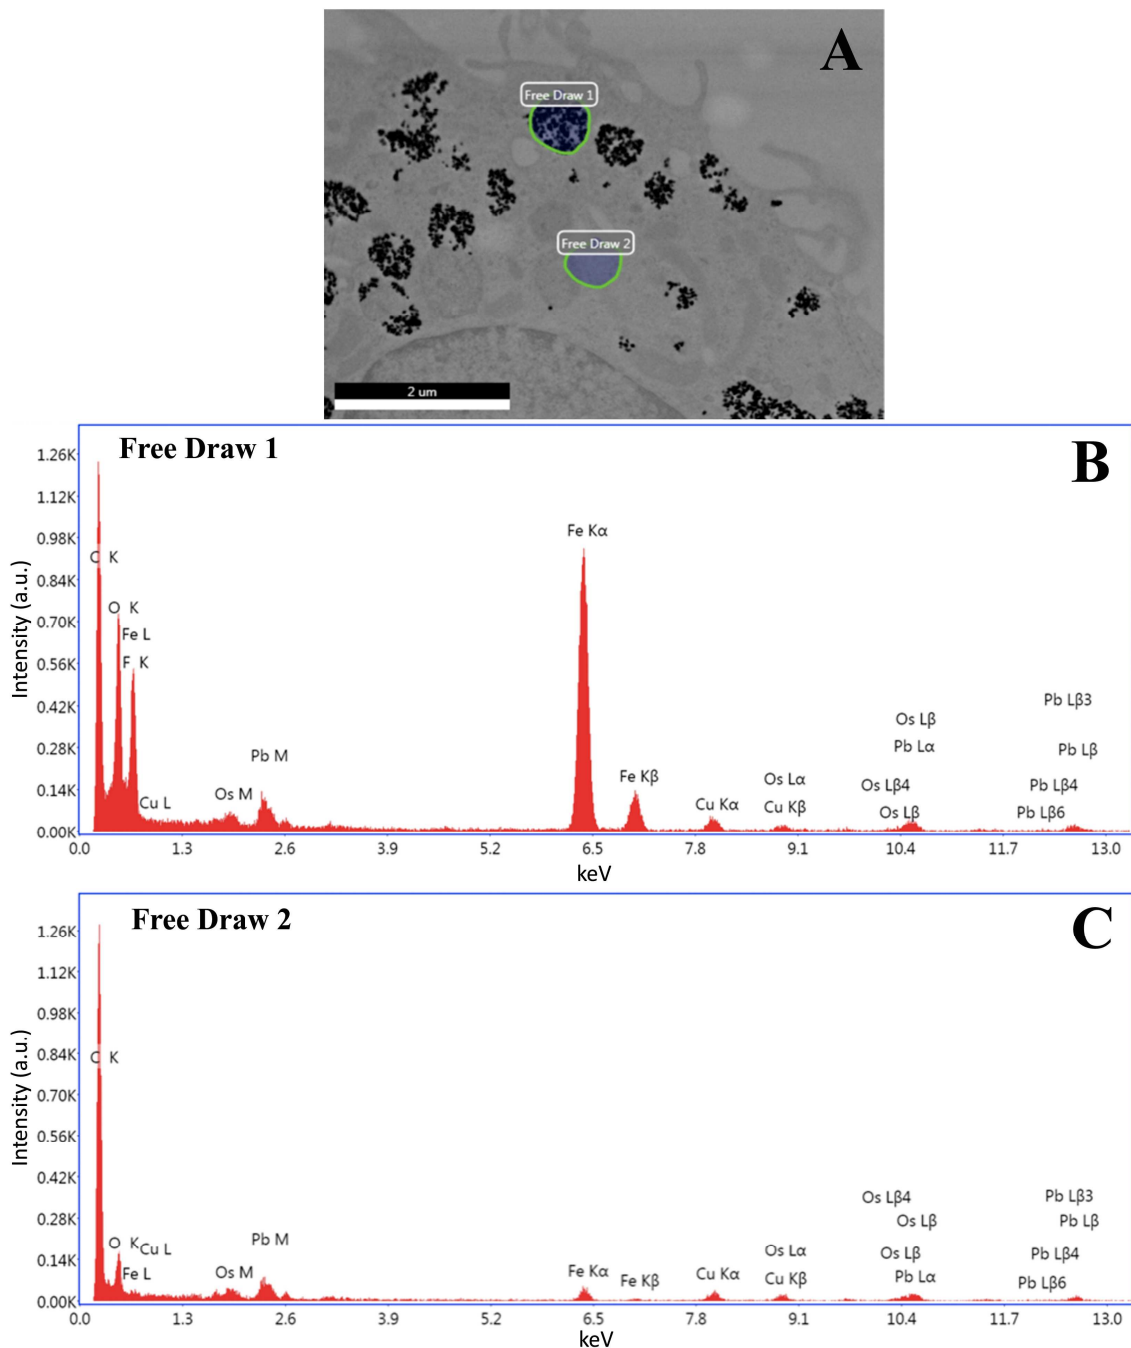 A
Free Draw 1
Free Draw 2
2 um
Free Draw 1
B
Intensity (a.u.)
1.26K
1.12K
0.98K
0.84K
0.70K
0.56K
0.42K
0.28K
0.14K
0.00K
C K
O K
Fe L
F K
Cu L
Os M
Pb M
Fe Kα
Fe Kβ
Cu Kα
Os Lα
Cu Kβ
Os Lβ
Pb Lα
Os Lβ4
Os Lβ
Pb Lβ3
Pb Lβ
Pb Lβ4
Pb Lβ6
0.0 1.3 2.6 3.9 5.2 6.5 7.8 9.1 10.4 11.7 13.0
keV
Free Draw 2
C
Intensity (a.u.)
1.26K
1.12K
0.98K
0.84K
0.70K
0.56K
0.42K
0.28K
0.14K
0.00K
C K
O K
Cu L
Fe L
Os M
Pb M
Fe Kα
Fe Kβ
Cu Kα
Os Lα
Cu Kβ
Os Lβ4
Os Lβ
Os Lβ
Pb Lα
Pb Lβ3
Pb Lβ
Pb Lβ4
Pb Lβ6
0.0 1.3 2.6 3.9 5.2 6.5 7.8 9.1 10.4 11.7 13.0
keV